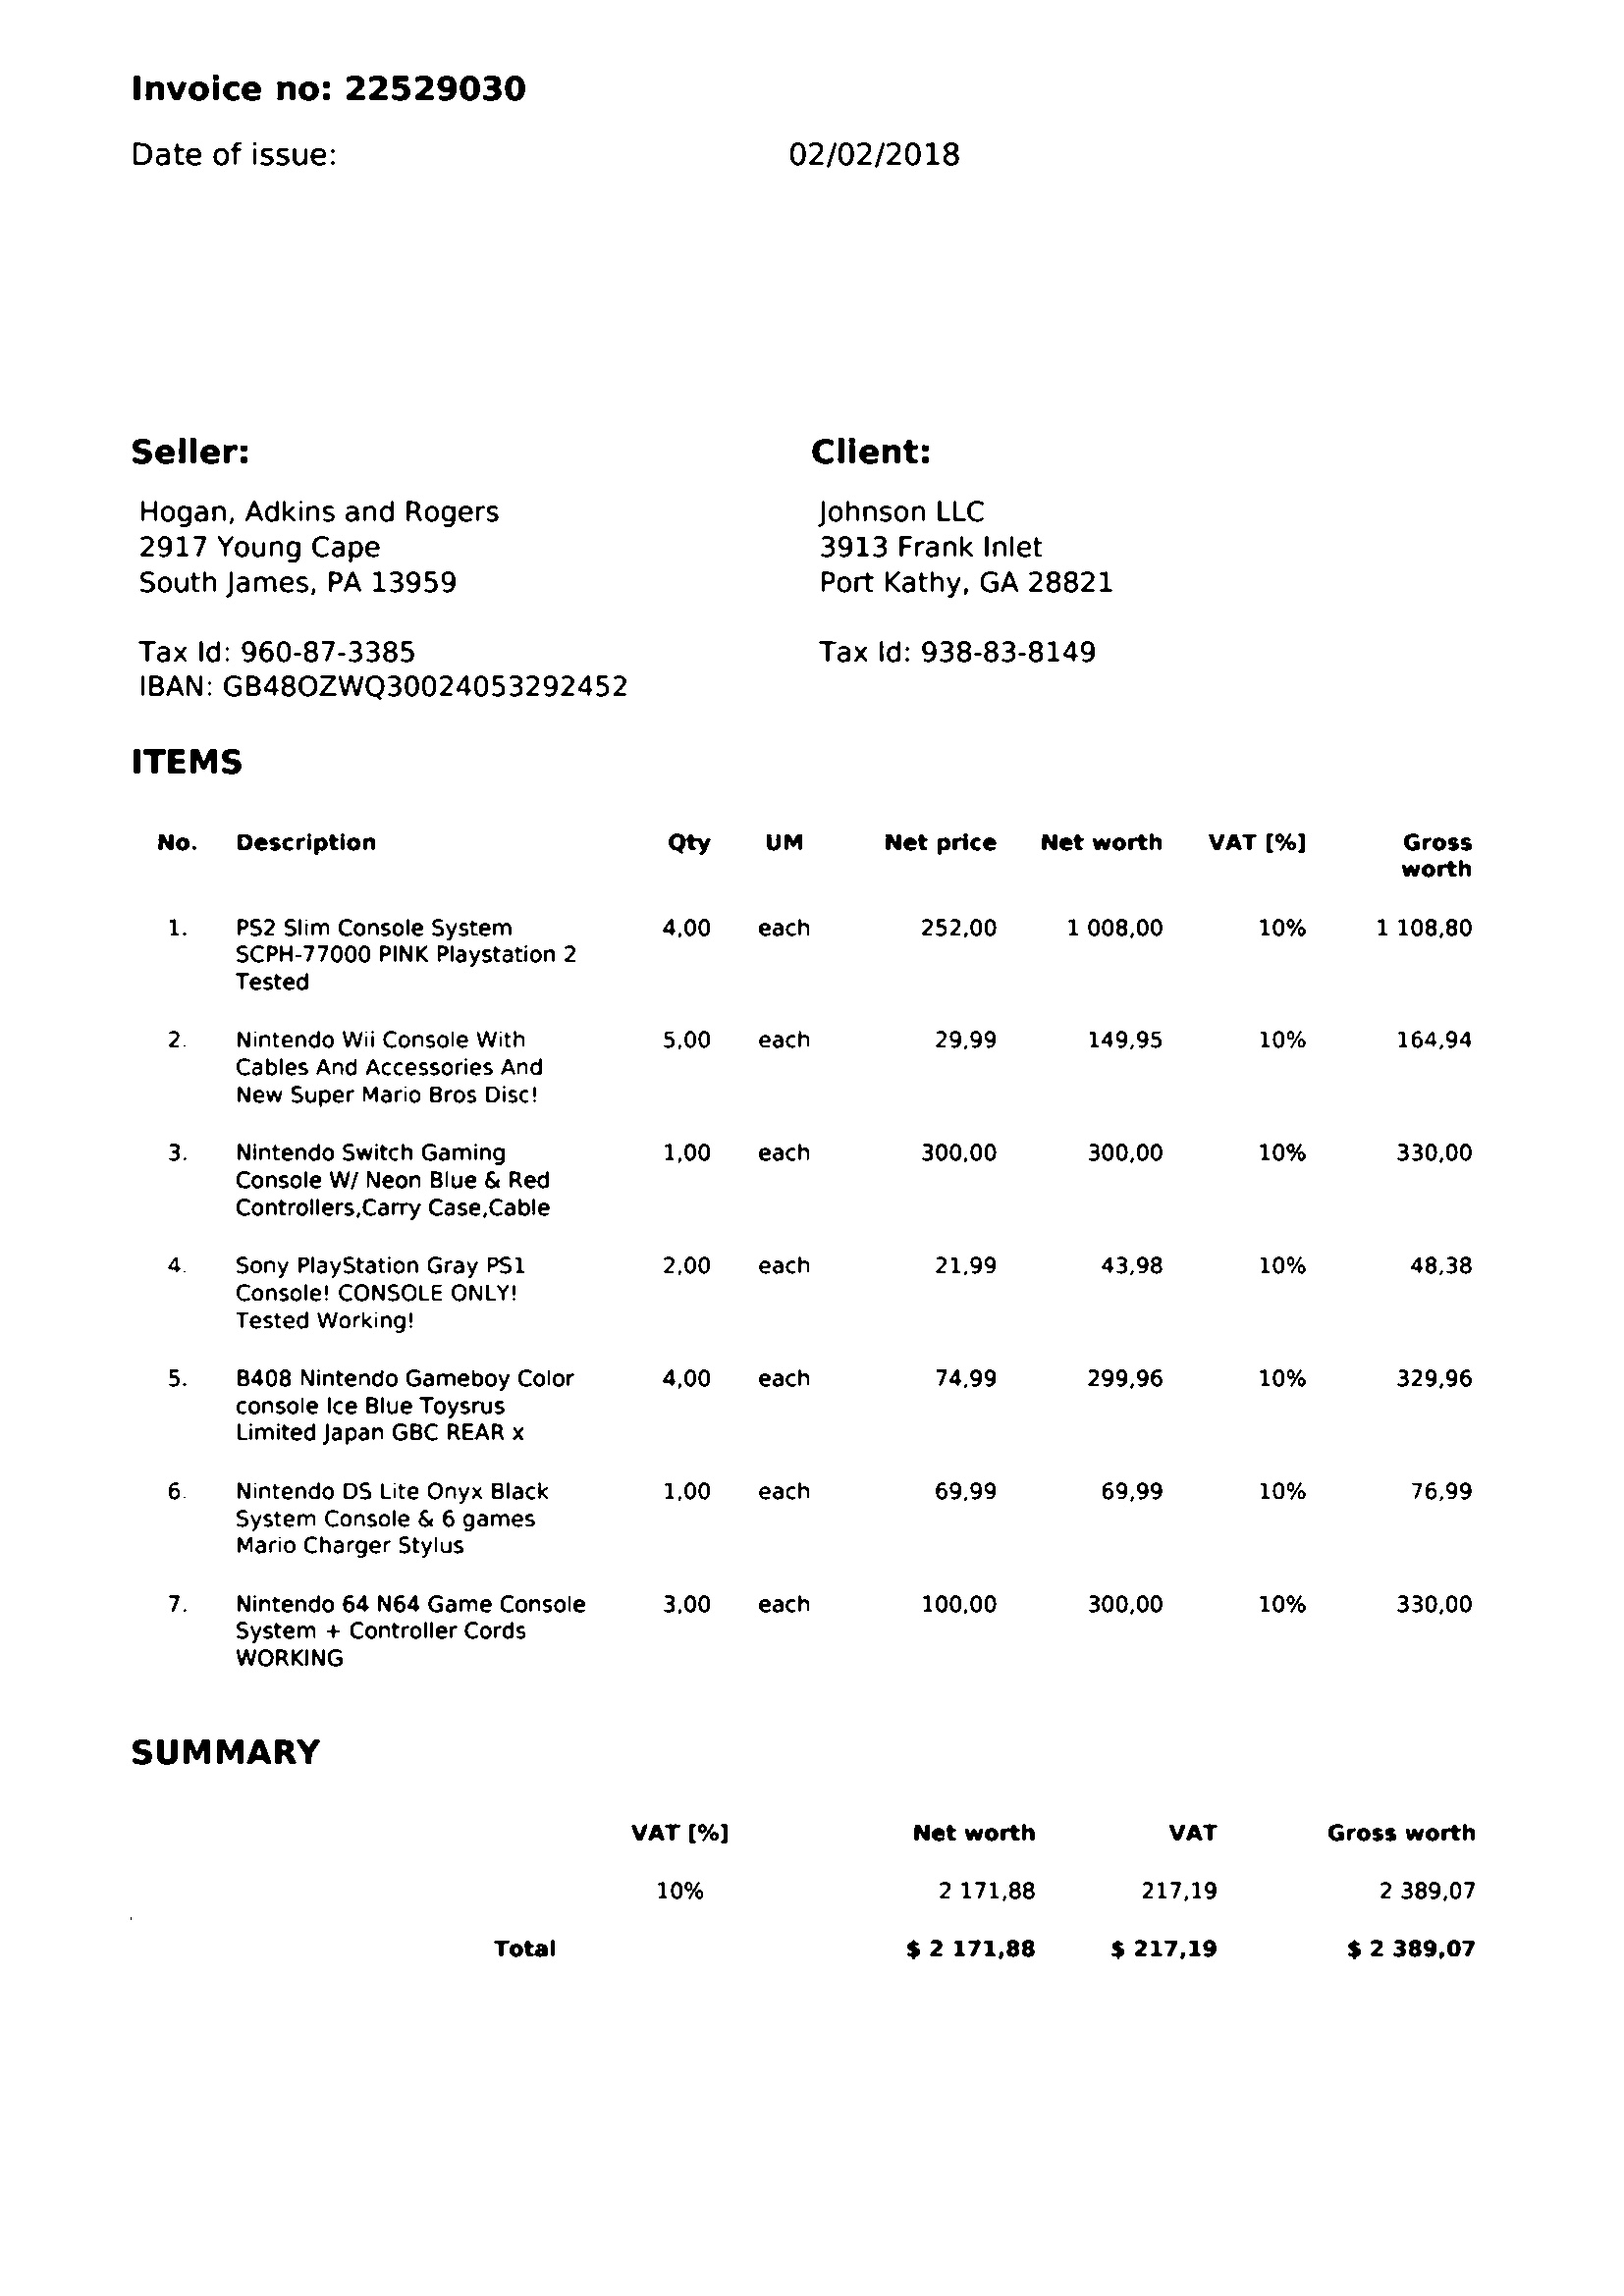 Invoice no: 22529030
Date of issue: 02/02/2018
Seller: Client:
Hogan, Adkins and Rogers Johnson LLC
2917 Young Cape 3913 Frank Inlet
South James, PA 13959 Port Kathy, GA 28821
Tax Id: 960-87-3385 Tax Id: 938-83-8149
IBAN: GB48OZWQ30024053292452
ITEMS
No. Description Qty UM Net price Net worth VAT [%] Gross
worth
1. PS2 Slim Console System 4,00 each 252,00 1 008,00 10% 1 108,80
SCPH-77000 PINK Playstation 2
Tested
2. Nintendo Wii Console With 5,00 each 29,99 149,95 10% 164,94
Cables And Accessories And
New Super Mario Bros Disc!
3. Nintendo Switch Gaming 1,00 each 300,00 300,00 10% 330,00
Console W/ Neon Blue & Red
Controllers,Carry Case,Cable
4. Sony PlayStation Gray PS1 2,00 each 21,99 43,98 10% 48,38
Console! CONSOLE ONLY!
Tested Working!
5. B408 Nintendo Gameboy Color 4,00 each 74,99 299,96 10% 329,96
console Ice Blue Toysrus
Limited Japan GBC REAR x
6. Nintendo DS Lite Onyx Black 1,00 each 69,99 69,99 10% 76,99
System Console & 6 games
Mario Charger Stylus
7. Nintendo 64 N64 Game Console 3,00 each 100,00 300,00 10% 330,00
System + Controller Cords
WORKING
SUMMARY
VAT [%] Net worth VAT Gross worth
10% 2 171,88 217,19 2 389,07
Total $ 2 171,88 $ 217,19 $ 2 389,07